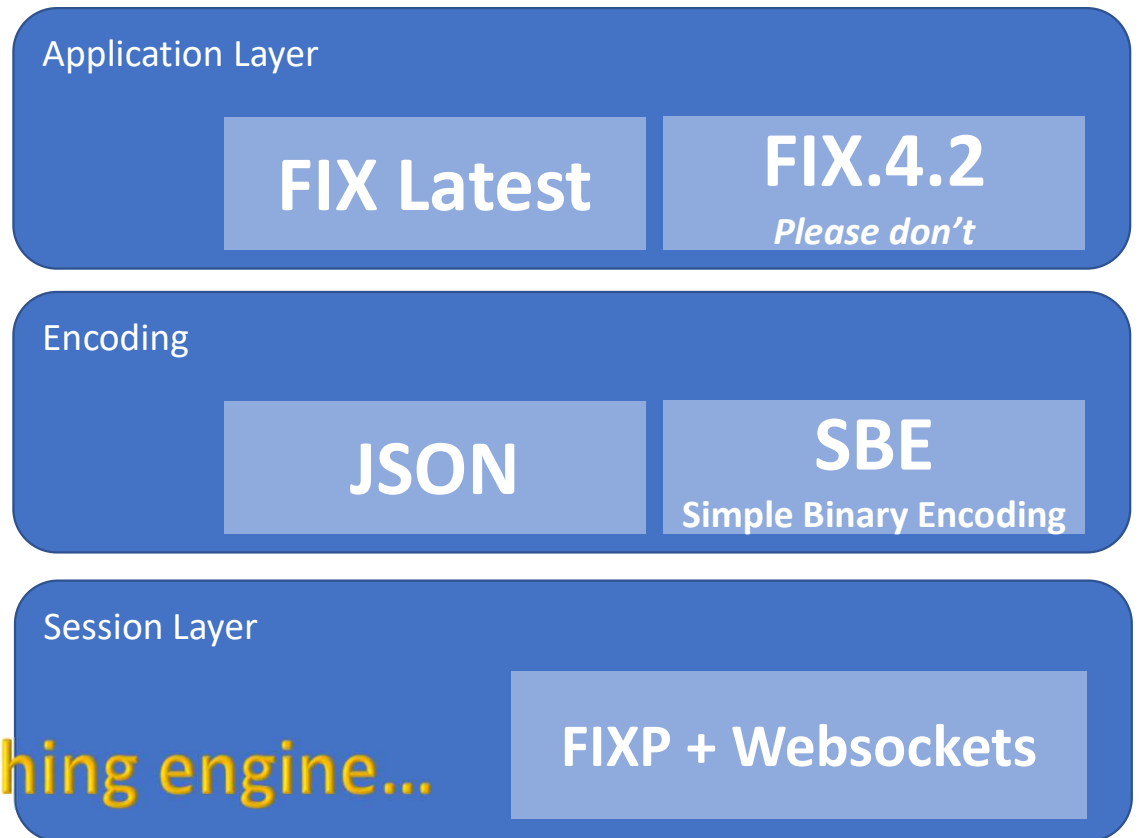 Application Layer
FIX Latest
FIX.4.2
Please don’t
Encoding
JSON
SBE
Simple Binary Encoding
Session Layer
FIXP + Websockets
engine...